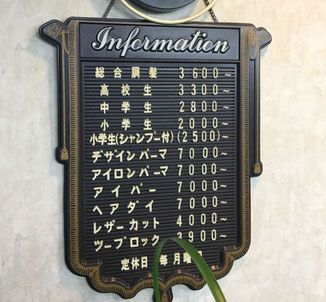 Information
総合調髪 3600～
高校生 3300～
中学生 2800～
小学生 2000～
小学生(シャンプー付)(2500～
デザインパーマ 7000～
アイロンパーマ 7000～
アイパー 7000～
ヘアダイ 7000～
レザーカット 4000～
ツーブロック 3900～
定休日 毎月曜